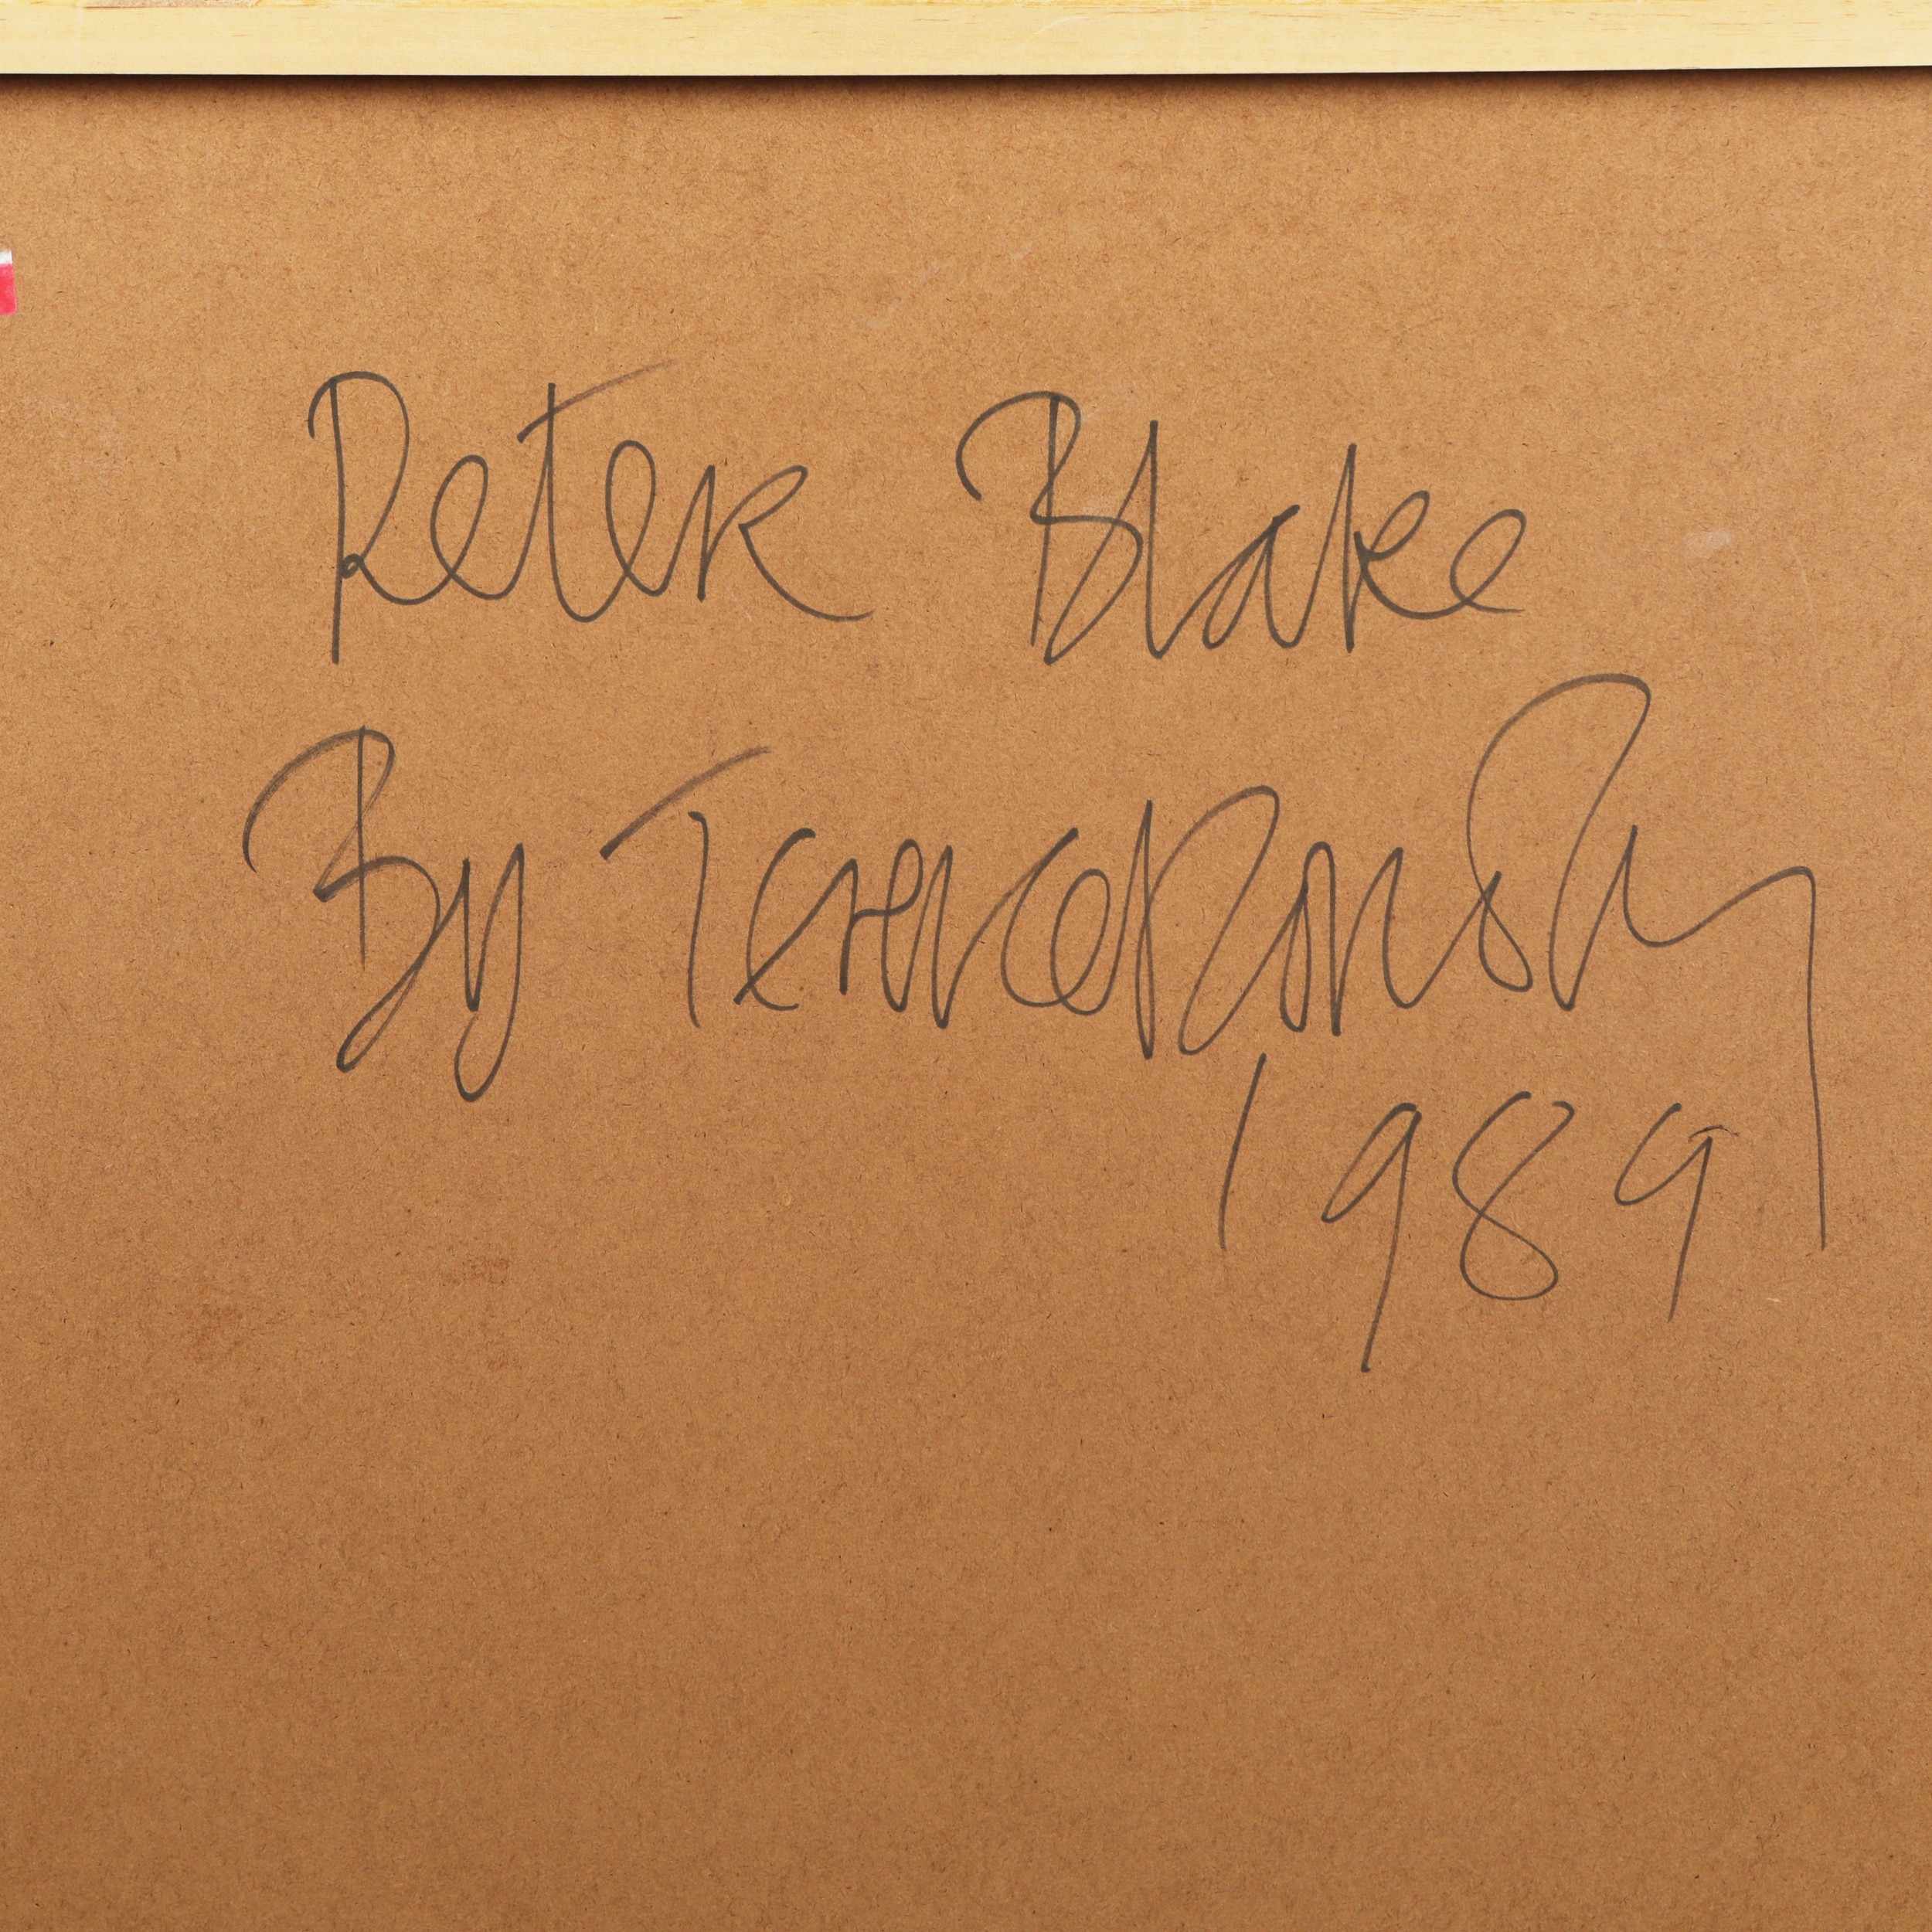 Peter Blake
By Terence Donovan
1989